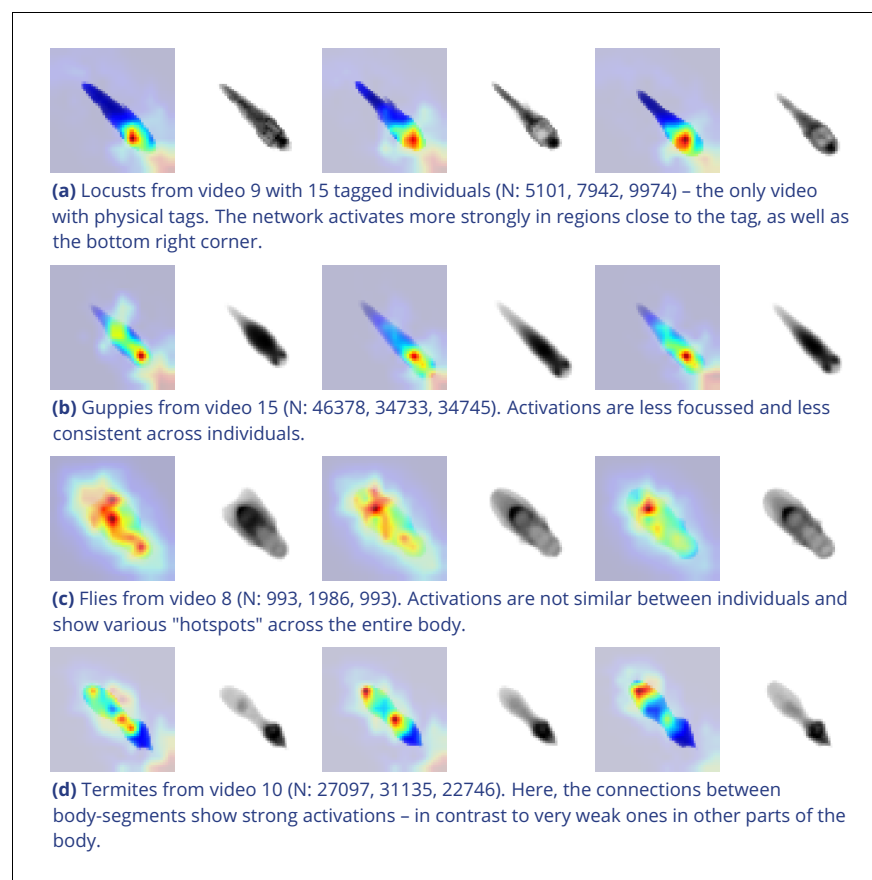 (a) Locusts from video 9 with 15 tagged individuals (N: 5101, 7942, 9974) – the only video
with physical tags. The network activates more strongly in regions close to the tag, as well as
the bottom right corner.
(b) Guppies from video 15 (N: 46378, 34733, 34745). Activations are less focussed and less
consistent across individuals.
(c) Flies from video 8 (N: 993, 1986, 993). Activations are not similar between individuals and
show various "hotspots" across the entire body.
(d) Termites from video 10 (N: 27097, 31135, 22746). Here, the connections between
body-segments show strong activations – in contrast to very weak ones in other parts of the
body.